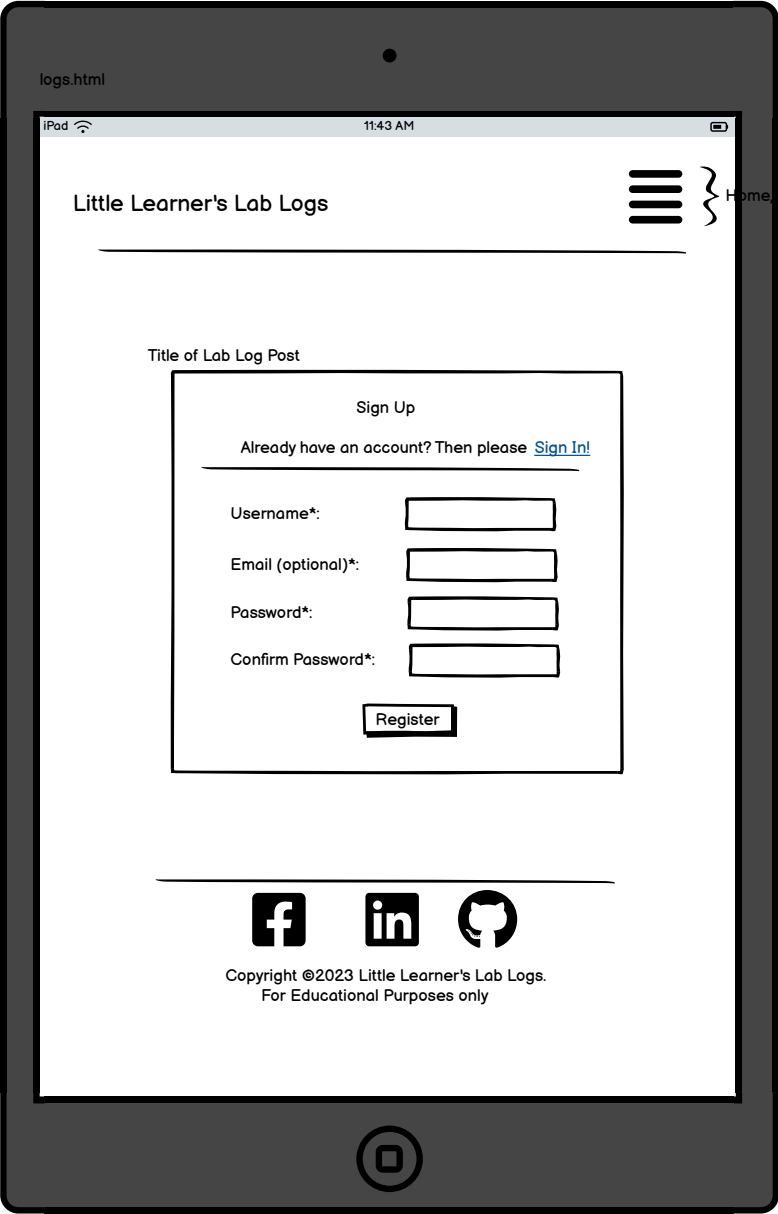 logs.html
iPad
11:43 AM
Little Learner's Lab Logs
Home,
Title of Lab Log Post
Sign Up
Already have an account? Then please Sign In!
Username*:
Email (optional)*:
Password*:
Confirm Password*:
Register
in
Copyright ©2023 Little Learner's Lab Logs.
For Educational Purposes only